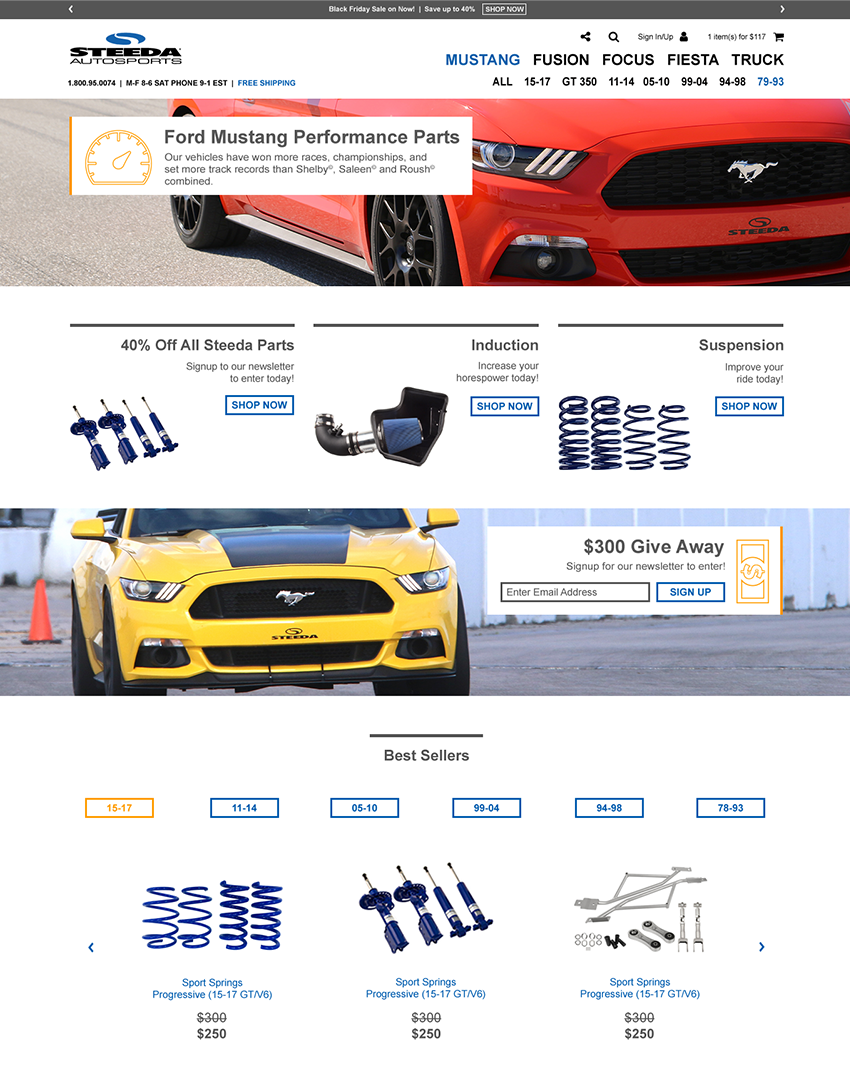 Black Friday Sale on Now! | Save up to 40% SHOP NOW
STEEDA
AUTOSPORTS
Sign In/Up
1 item(s) for $117
MUSTANG FUSION FOCUS FIESTA TRUCK
1.800.95.0074 | M-F 8-6 SAT PHONE 9-1 EST | FREE SHIPPING
ALL 15-17 GT 350 11-14 05-10 99-04 94-98 79-93
Ford Mustang Performance Parts
Our vehicles have won more races, championships, and
set more track records than Shelby©, Saleen© and Roush©
combined.
STEEDA
40% Off All Steeda Parts
Signup to our newsletter
to enter today!
SHOP NOW
Induction
Increase your
horespower today!
SHOP NOW
Suspension
Improve your
ride today!
SHOP NOW
STEEDA
$300 Give Away
Signup for our newsletter to enter!
Enter Email Address
SIGN UP
Best Sellers
15-17 11-14 05-10 99-04 94-98 78-93
Sport Springs
Progressive (15-17 GT/V6)
$300
$250
Sport Springs
Progressive (15-17 GT/V6)
$300
$250
Sport Springs
Progressive (15-17 GT/V6)
$300
$250